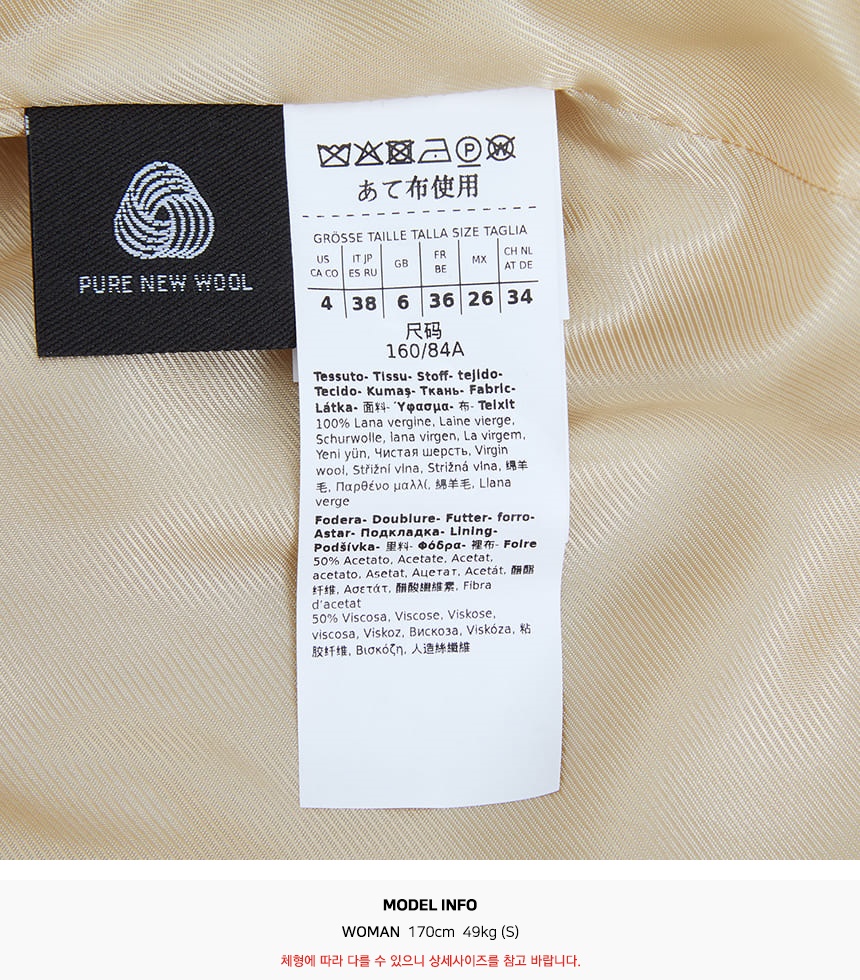 PURE NEW WOOL
P
W
あて布使用
GRÖSSE TAILLE TALLA SIZE TAGLIA
US CA CO
IT JP ES RU
GB
FR BE
MX
CH NL AT DE
4 38 6 36 26 34
尺码
160/84A
Tessuto- Tissu- Stoff- tejido-
Tecido- Kumaş- Ткань- Fabric-
Látka- 面料- Ύφασμα- 布- Teixit
100% Lana vergine, Laine vierge,
Schurwolle, lana virgen, La virgem,
Yeni yün, Чистая шерсть, Virgin
wool, Střižní vlna, Strižná vlna, 绵羊
毛, Παρθένο μαλλί, 綿羊毛, Llana
verge
Fodera- Doublure- Futter- forro-
Astar- Подкладка- Lining-
Podšívka- 里料- Φόδρα- 裡布- Folre
50% Acetato, Acetate, Acetat,
acetato, Asetat, Ацетат, Acetát, 醋酯
纤维, Ασετάτ, 醋酸纖維素, Fibra
d'acetat
50% Viscosa, Viscose, Viskose,
viscosa, Viskoz, Вискоза, Viskóza, 粘
胶纤维, Βισκόζη, 人造絲纖維
MODEL INFO
WOMAN 170cm 49kg (S)
체형에 따라 다를 수 있으니 상세사이즈를 참고 바랍니다.